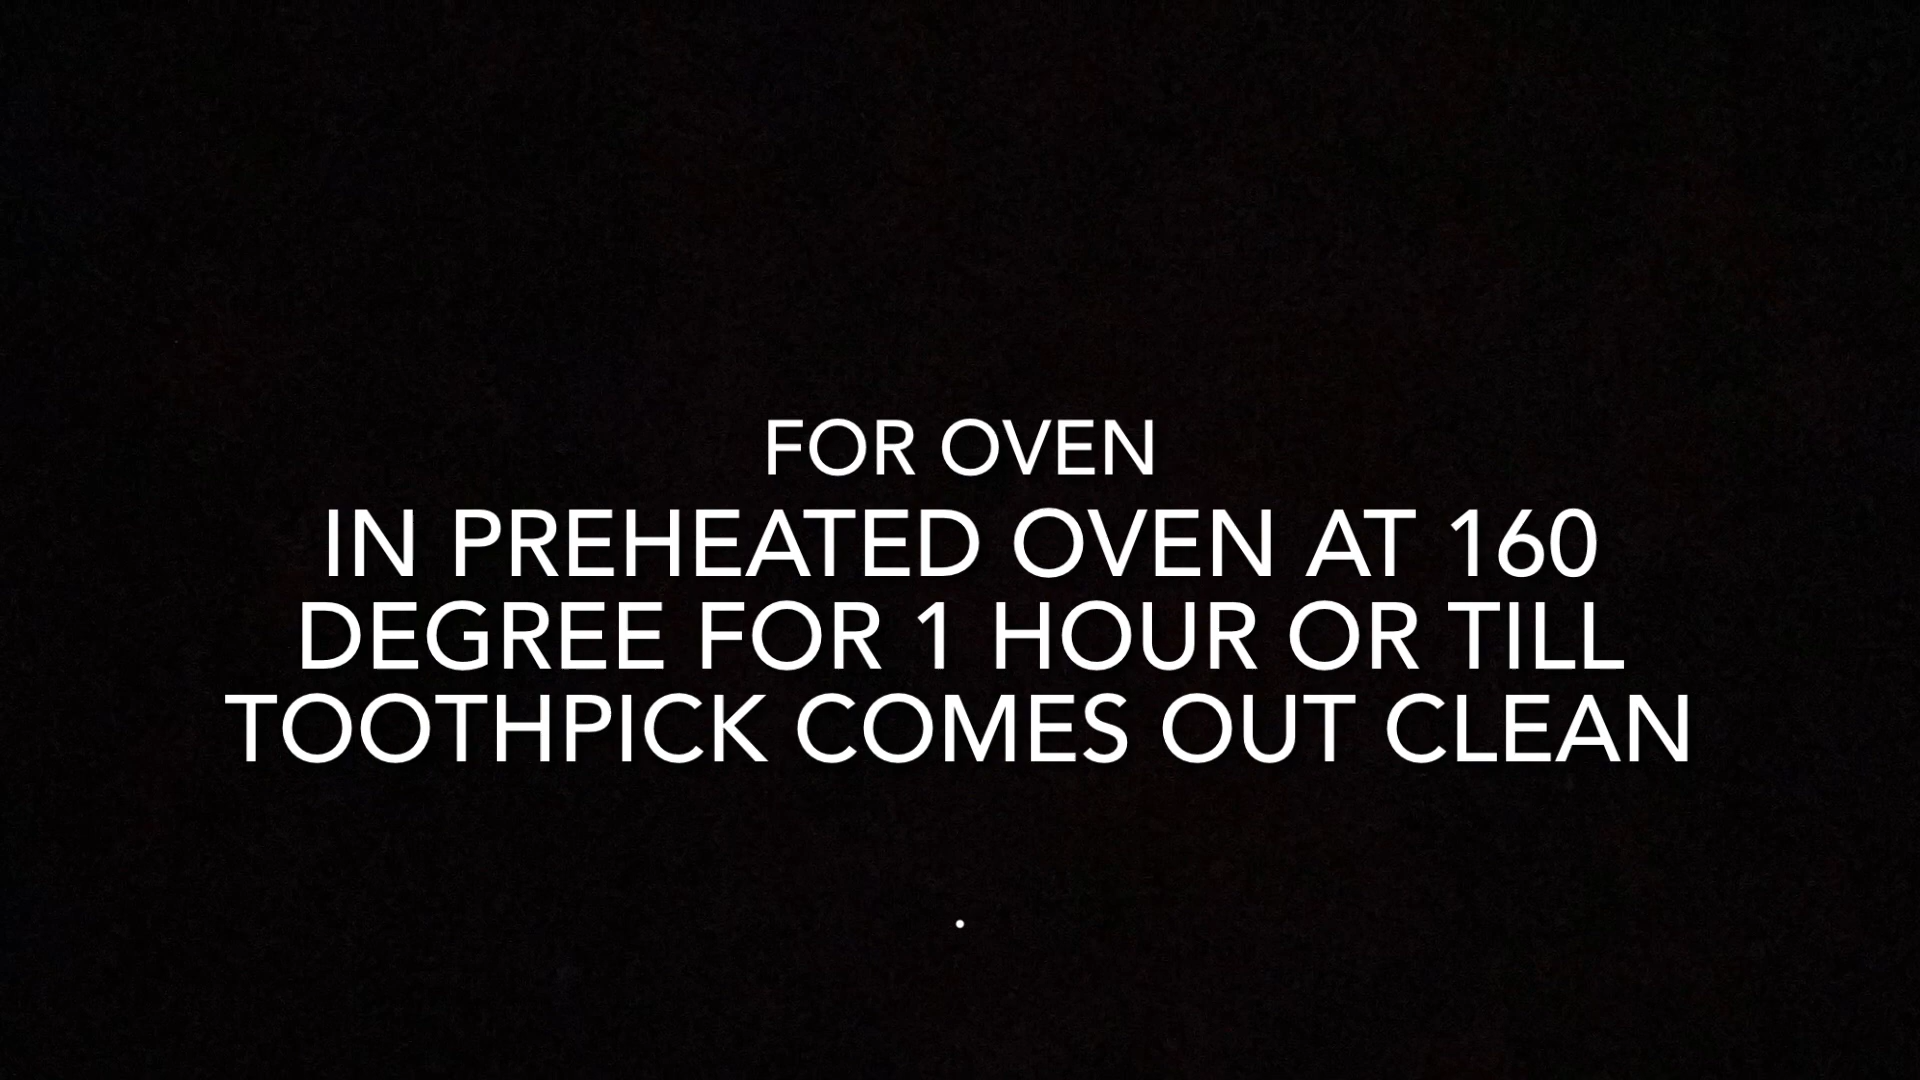 FOR OVEN
IN PREHEATED OVEN AT 160
DEGREE FOR 1 HOUR OR TILL
TOOTHPICK COMES OUT CLEAN
.